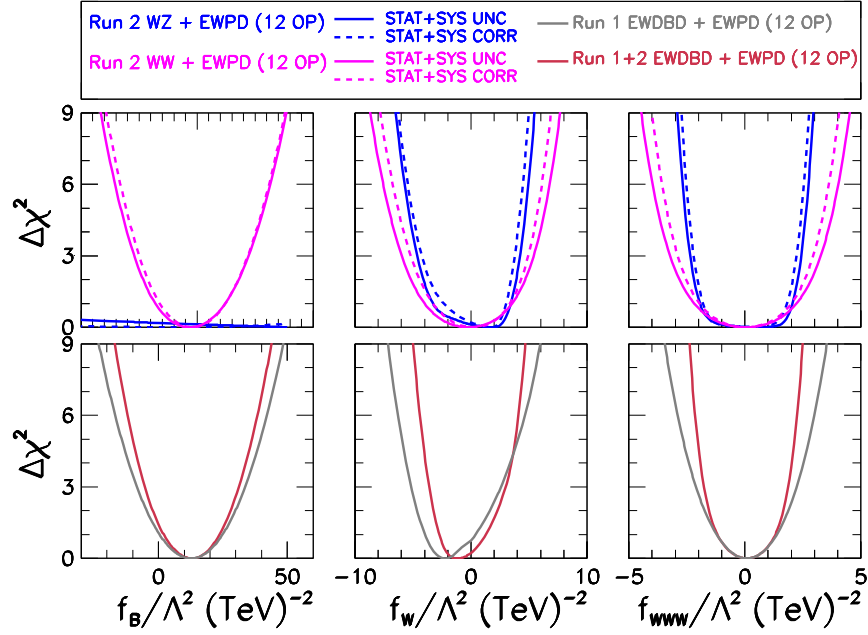 Run 2 WZ + EWPD (12 OP) STAT+SYS UNC Run 1 EWDBD + EWPD (12 OP)
STAT+SYS CORR
Run 2 WW + EWPD (12 OP) STAT+SYS UNC Run 1+2 EWDBD + EWPD (12 OP)
STAT+SYS CORR
9
6
Δχ²
3
0
9
6
Δχ²
3
0
0 50 -10 0 10 -5 0 5
f_B/Λ² (TeV)⁻² f_W/Λ² (TeV)⁻² f_WWW/Λ² (TeV)⁻²